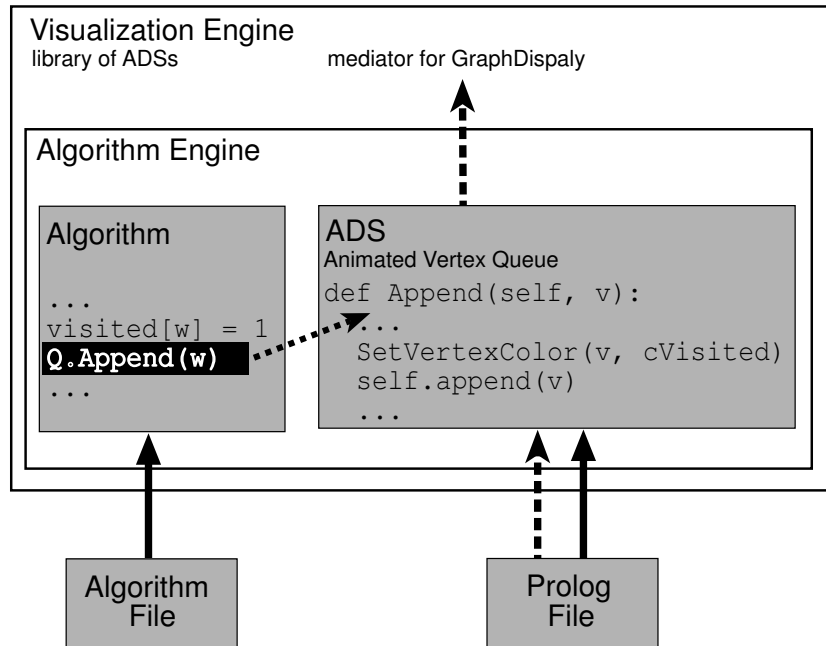 Visualization Engine
library of ADSs
mediator for GraphDispaly
Algorithm Engine
Algorithm
...
visited[w] = 1
Q.Append(w)
...
ADS
Animated Vertex Queue
def Append(self, v):
...
SetVertexColor(v, cVisited)
self.append(v)
...
Algorithm
File
Prolog
File